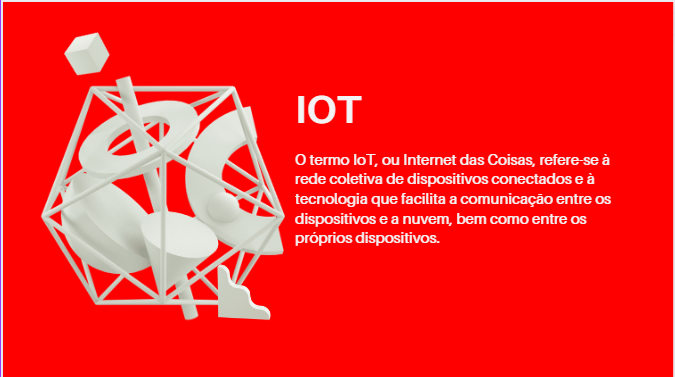 IOT
O termo IoT, ou Internet das Coisas, refere-se à
rede coletiva de dispositivos conectados e à
tecnologia que facilita a comunicação entre os
dispositivos e a nuvem, bem como entre os
próprios dispositivos.